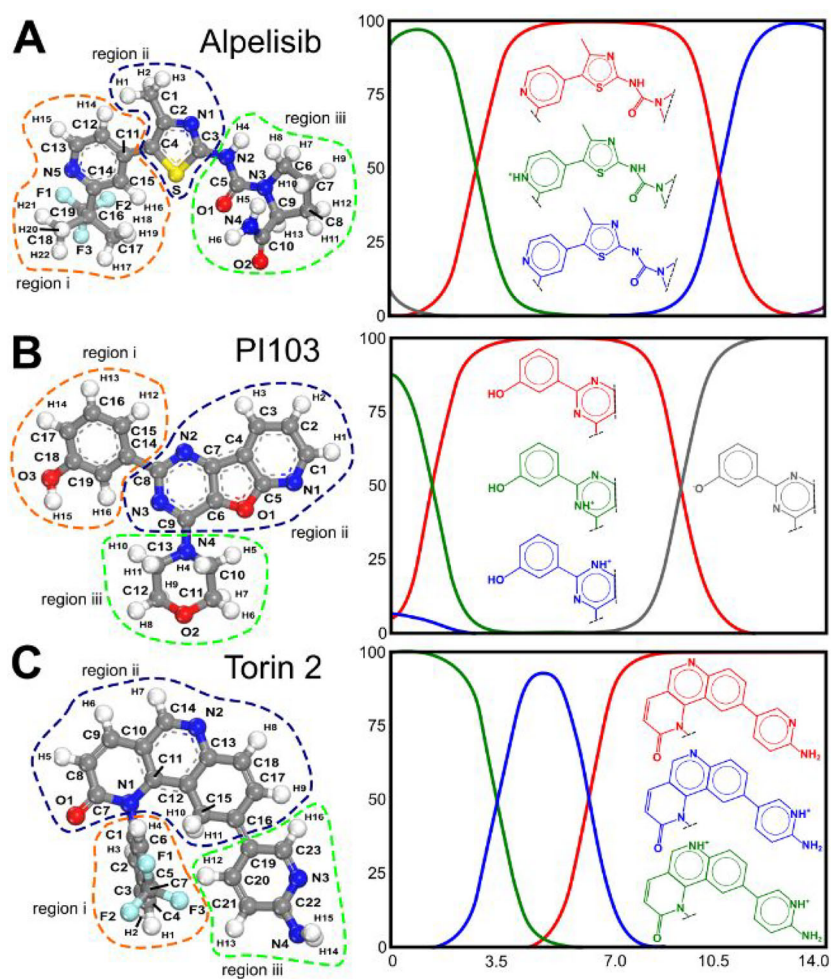 A
Alpelisib
region ii
H2
H3
H1
C1
H14
C2
N1
region iii
H15
C12
C11
C4
C3
H4
C13
N2
H8
H7
S
C6
H9
N5
C14
C15
C5
N3
H10
C7
F1
H5
H12
H21
C19
F2
H16
O1
C9
C16
H18
N4
C8
H20
H19
C18
F3
C17
H6
C10
H13
H11
H22
H17
O2
region i
100
75
50
25
0
N
N
S
NH
O
N
+HN
N
S
NH
O
N
N
N
S
N-
O
N
B
PI103
region i
H13
C16
H12
H14
H3
H2
C17
C15
N2
C4
C3
C14
C7
C2
H1
C18
O3
C19
C8
C1
C5
N1
N3
C6
O1
H15
H16
C9
region ii
H10
C13
N4
H5
H11
H4
C10
H9
C12
C11
H7
region iii
H8
O2
H6
100
75
50
25
0
HO
N
N
HO
N
NH+
HO
NH+
N
-O
N
N
C
Torin 2
region ii
H7
C14
N2
H6
C9
C10
C13
H8
H5
C8
C11
C18
O1
N1
C17
C7
C12
C15
H9
H10
C16
C1
H4
H11
H16
C6
H3
F1
C19
C23
C2
C5
H12
C20
N3
C3
C7
region i
F2
F3
C21
C22
C4
H15
H2
H1
H13
N4
H14
region iii
100
75
50
25
0
N
N
O
N
NH2
N
N
O
NH+
NH2
NH+
N
O
NH+
NH2
0
3.5
7.0
10.5
14.0